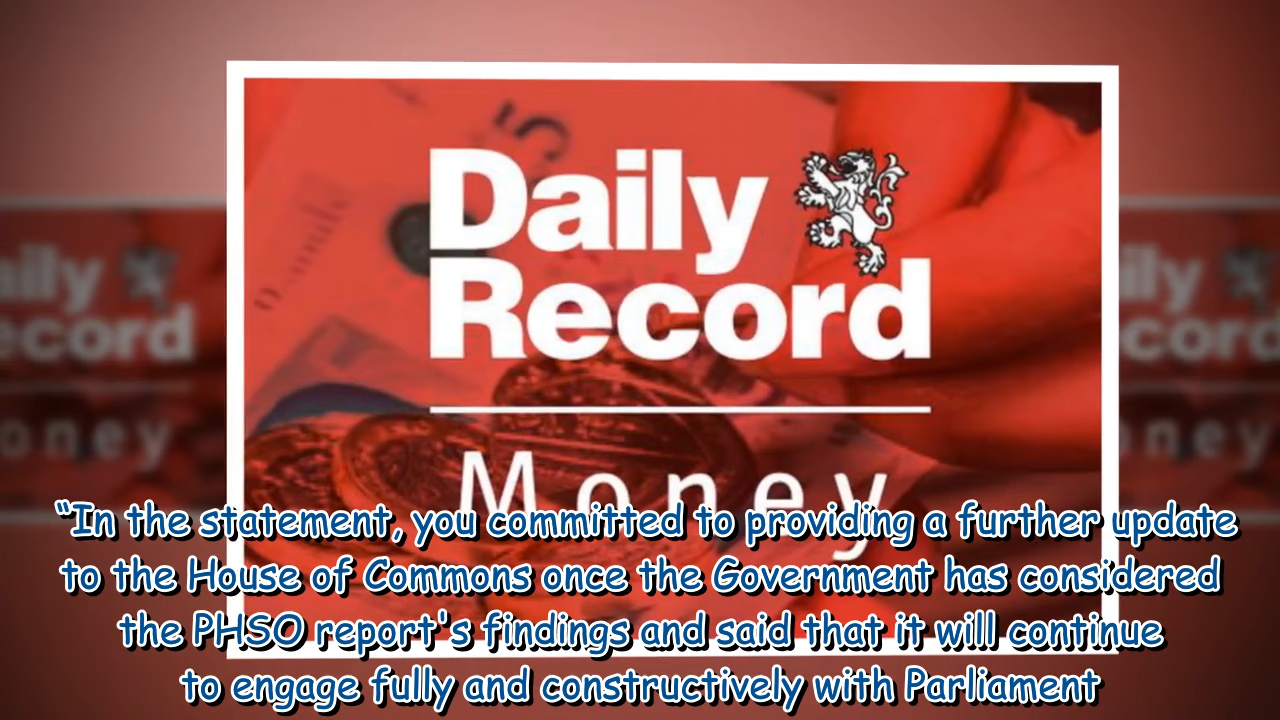 Daily
Record
Money
“In the statement, you committed to providing a further update
to the House of Commons once the Government has considered
the PHSO report's findings and said that it will continue
to engage fully and constructively with Parliament